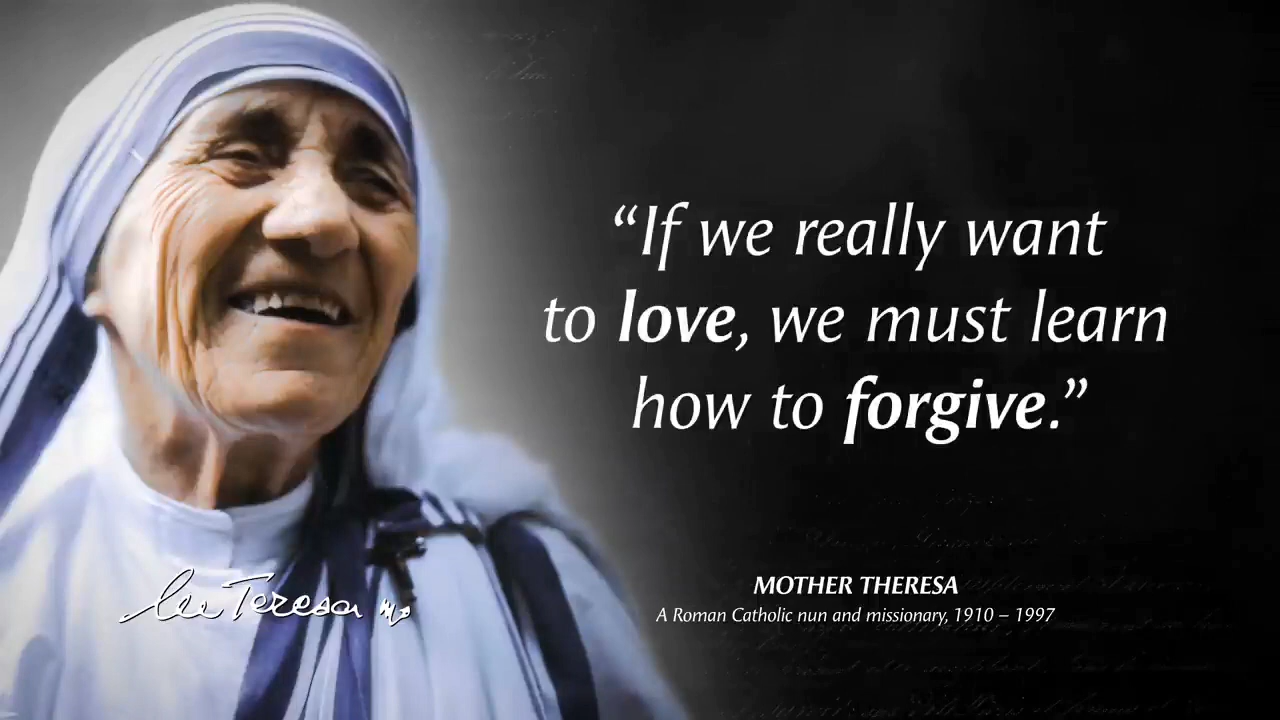 “If we really want
to love, we must learn
how to forgive.”
MOTHER THERESA
A Roman Catholic nun and missionary, 1910 – 1997
Teresa